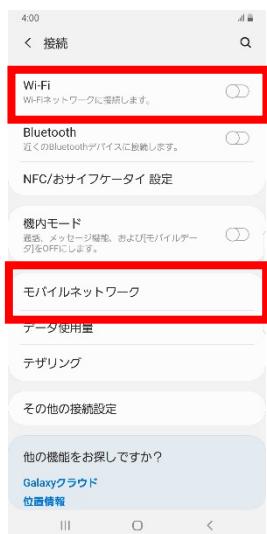 4:00
接続
Wi-Fi
Wi-Fiネットワークに接続します。
Bluetooth
近くのBluetoothデバイスに接続します。
NFC/おサイフケータイ 設定
機内モード
通話、メッセージ機能、および[モバイルデー
タ]をOFFにします。
モバイルネットワーク
データ使用量
テザリング
その他の接続設定
他の機能をお探しですか？
Galaxyクラウド
位置情報